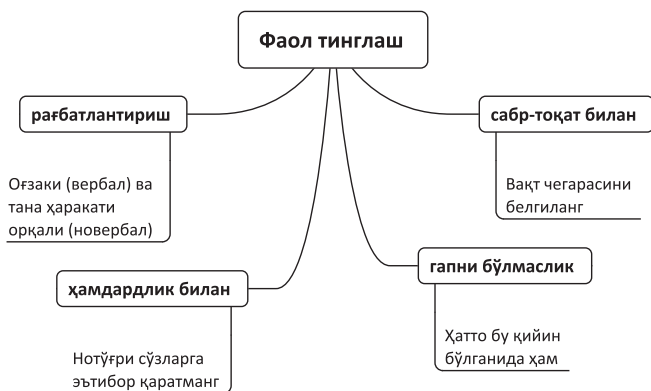 Фаол тинглаш
рағбатлантириш
Оғзаки (вербал) ва
тана ҳаракати
орқали (новербал)
сабр-тоқат билан
Вақт чегарасини
белгиланг
ҳамдардлик билан
Нотўғри сўзларга
эътибор қаратманг
гапни бўлмаслик
Ҳатто бу қийин
бўлганида ҳам